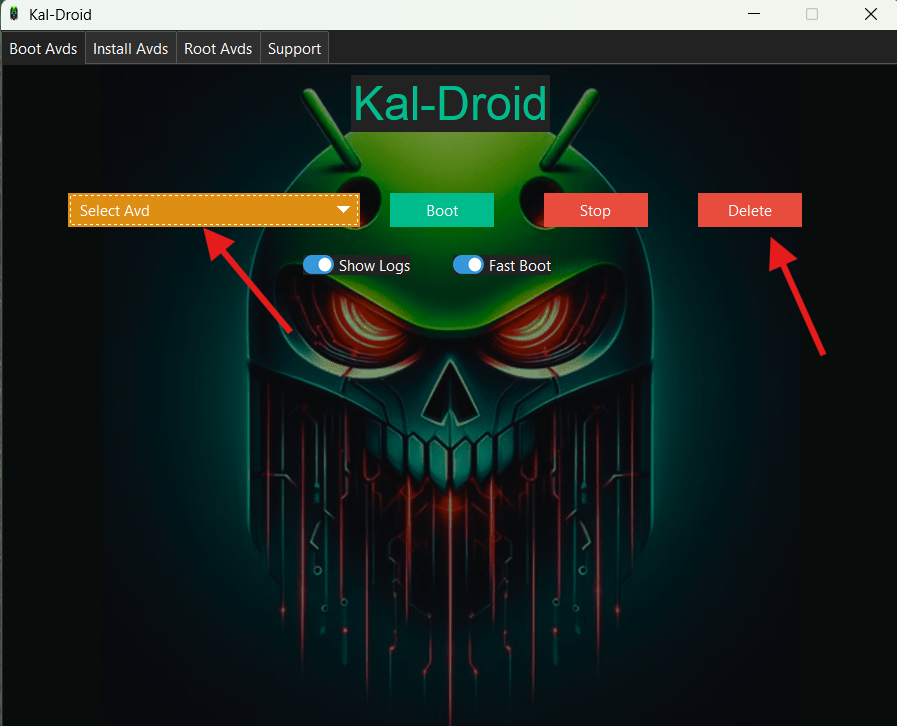 Kal-Droid
Boot Avds Install Avds Root Avds Support
Kal-Droid
Select Avd Boot Stop Delete
Show Logs Fast Boot